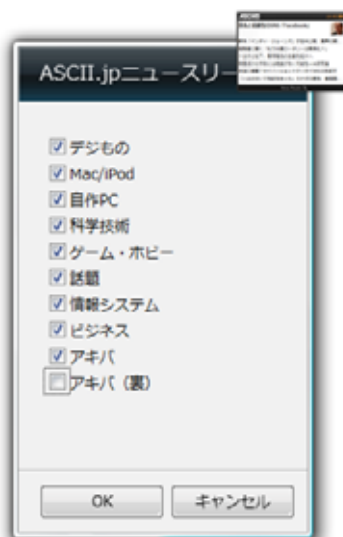 ASCII.jpニュースリー
デジもの
Mac/iPod
自作PC
科学技術
ゲーム・ホビー
話題
情報システム
ビジネス
アキバ
アキバ（裏）
OK
キャンセル